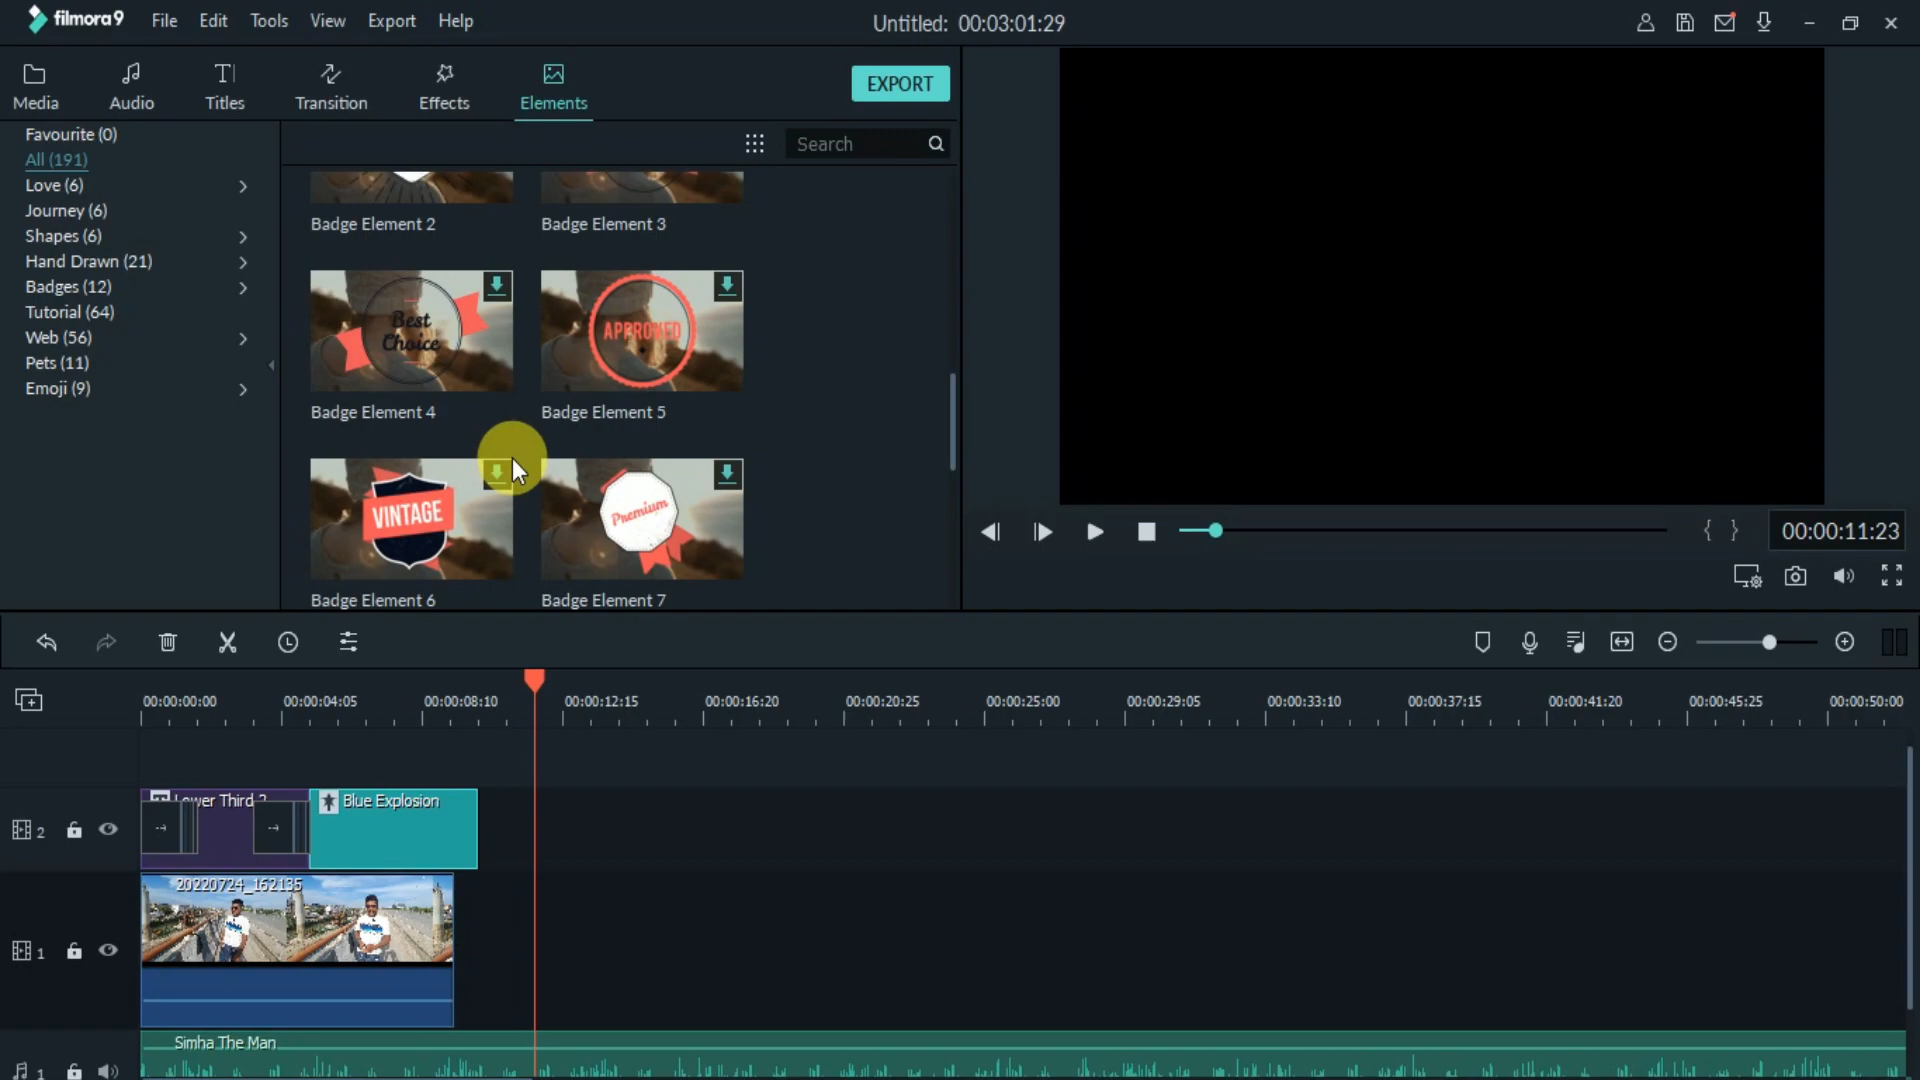 filmora9 File Edit Tools View Export Help Untitled: 00:03:01:29
Media Audio Titles Transition Effects Elements EXPORT
Favourite (0)
All (191)
Love (6)
Journey (6)
Shapes (6)
Hand Drawn (21)
Badges (12)
Tutorial (64)
Web (56)
Pets (11)
Emoji (9)
Search
Badge Element 2 Badge Element 3
Best
Choice
APPROVED
Badge Element 4 Badge Element 5
VINTAGE
Premium
Badge Element 6 Badge Element 7
{ } 00:00:11:23
00:00:00:00 00:00:04:05 00:00:08:10 00:00:12:15 00:00:16:20 00:00:20:25 00:00:25:00 00:00:29:05 00:00:33:10 00:00:37:15 00:00:41:20 00:00:45:25 00:00:50:00
2 Lower Third 2 Blue Explosion
20220724_162135
1
Simha The Man
1